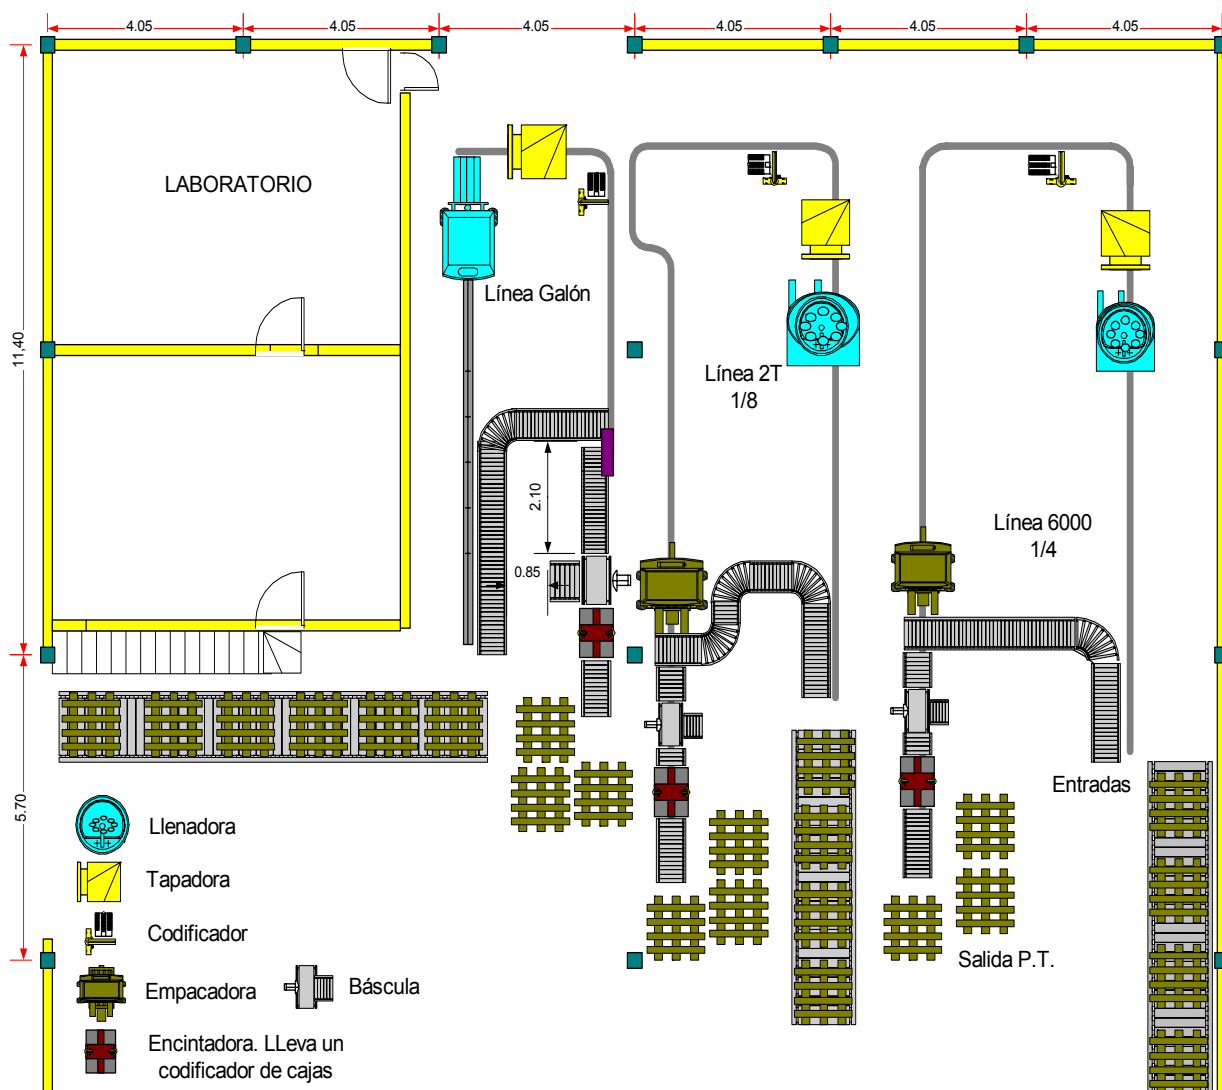 4.05
4.05
4.05
4.05
4.05
4.05
11,40
5.70
LABORATORIO
Línea Galón
Línea 2T
1/8
Línea 6000
1/4
2.10
0.85
Entradas
Salida P.T.
Llenadora
Tapadora
Codificador
Empacadora
Báscula
Encintadora. LLeva un
codificador de cajas